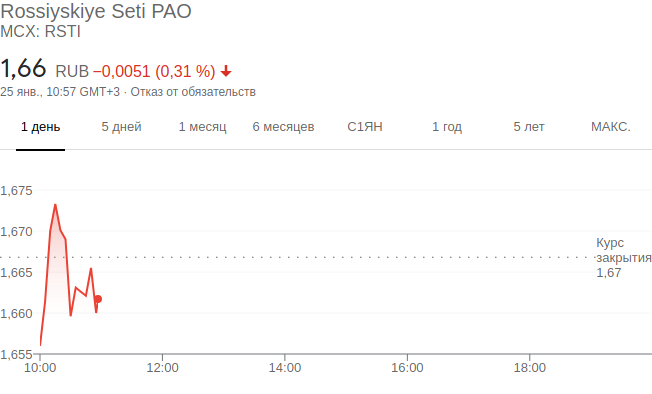 Rossiyskiye Seti PAO
MCX: RSTI
1,66 RUB −0,0051 (0,31 %)
25 янв., 10:57 GMT+3 · Отказ от обязательств
1 день 5 дней 1 месяц 6 месяцев С1ЯН 1 год 5 лет МАКС.
1,675
1,670
Курс
закрытия
1,67
1,665
1,660
1,655
10:00 12:00 14:00 16:00 18:00